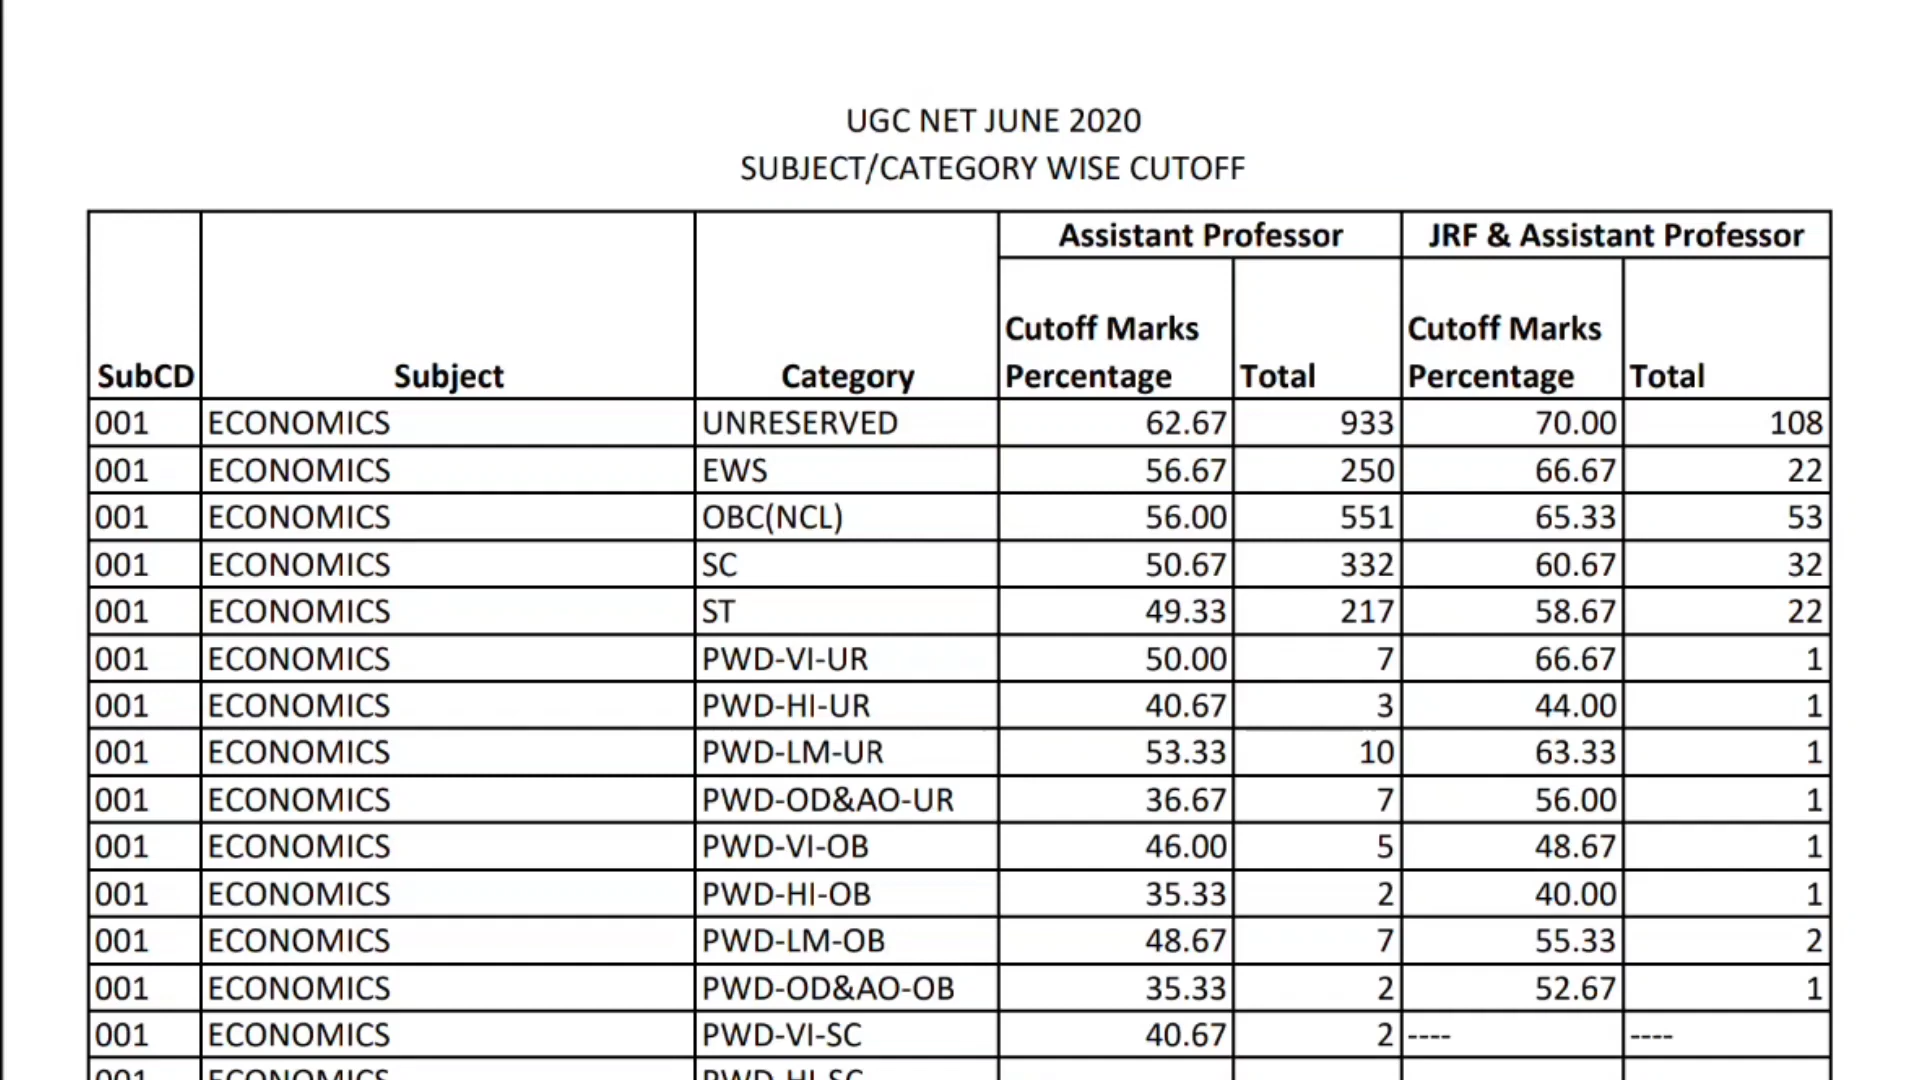 UGC NET JUNE 2020
SUBJECT/CATEGORY WISE CUTOFF
Assistant Professor JRF & Assistant Professor
SubCD Subject Category Cutoff Marks Percentage Total Cutoff Marks Percentage Total
001 ECONOMICS UNRESERVED 62.67 933 70.00 108
001 ECONOMICS EWS 56.67 250 66.67 22
001 ECONOMICS OBC(NCL) 56.00 551 65.33 53
001 ECONOMICS SC 50.67 332 60.67 32
001 ECONOMICS ST 49.33 217 58.67 22
001 ECONOMICS PWD-VI-UR 50.00 7 66.67 1
001 ECONOMICS PWD-HI-UR 40.67 3 44.00 1
001 ECONOMICS PWD-LM-UR 53.33 10 63.33 1
001 ECONOMICS PWD-OD&AO-UR 36.67 7 56.00 1
001 ECONOMICS PWD-VI-OB 46.00 5 48.67 1
001 ECONOMICS PWD-HI-OB 35.33 2 40.00 1
001 ECONOMICS PWD-LM-OB 48.67 7 55.33 2
001 ECONOMICS PWD-OD&AO-OB 35.33 2 52.67 1
001 ECONOMICS PWD-VI-SC 40.67 2 ---- ----
001 ECONOMICS PWD-HI-SC